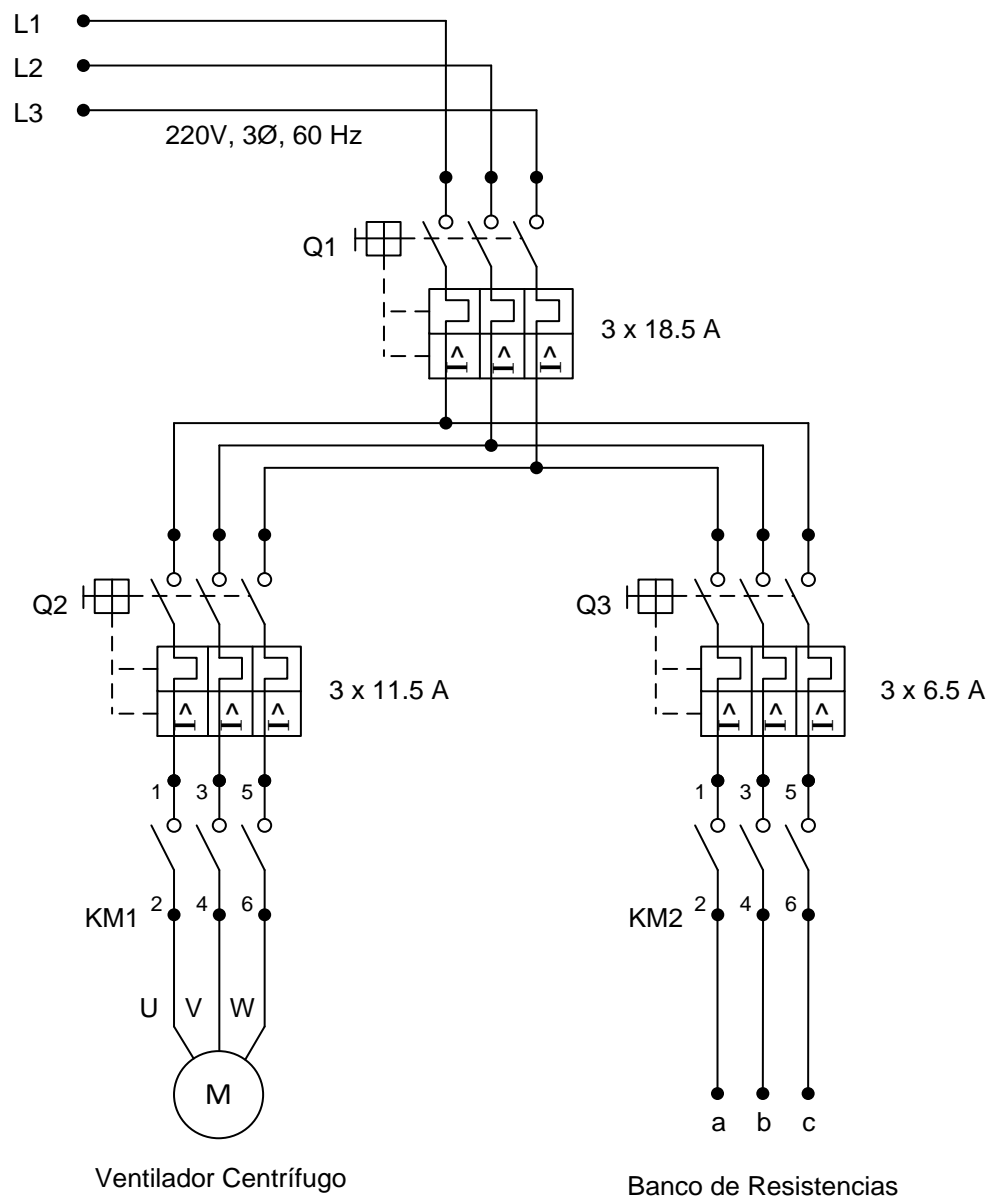 L1
L2
L3
220V, 3Ø, 60 Hz
Q1
3 x 18.5 A
I> I> I>
Q2
3 x 11.5 A
I> I> I>
Q3
3 x 6.5 A
I> I> I>
1 3 5
1 3 5
KM1 2 4 6
KM2 2 4 6
U V W
M
a b c
Ventilador Centrífugo
Banco de Resistencias